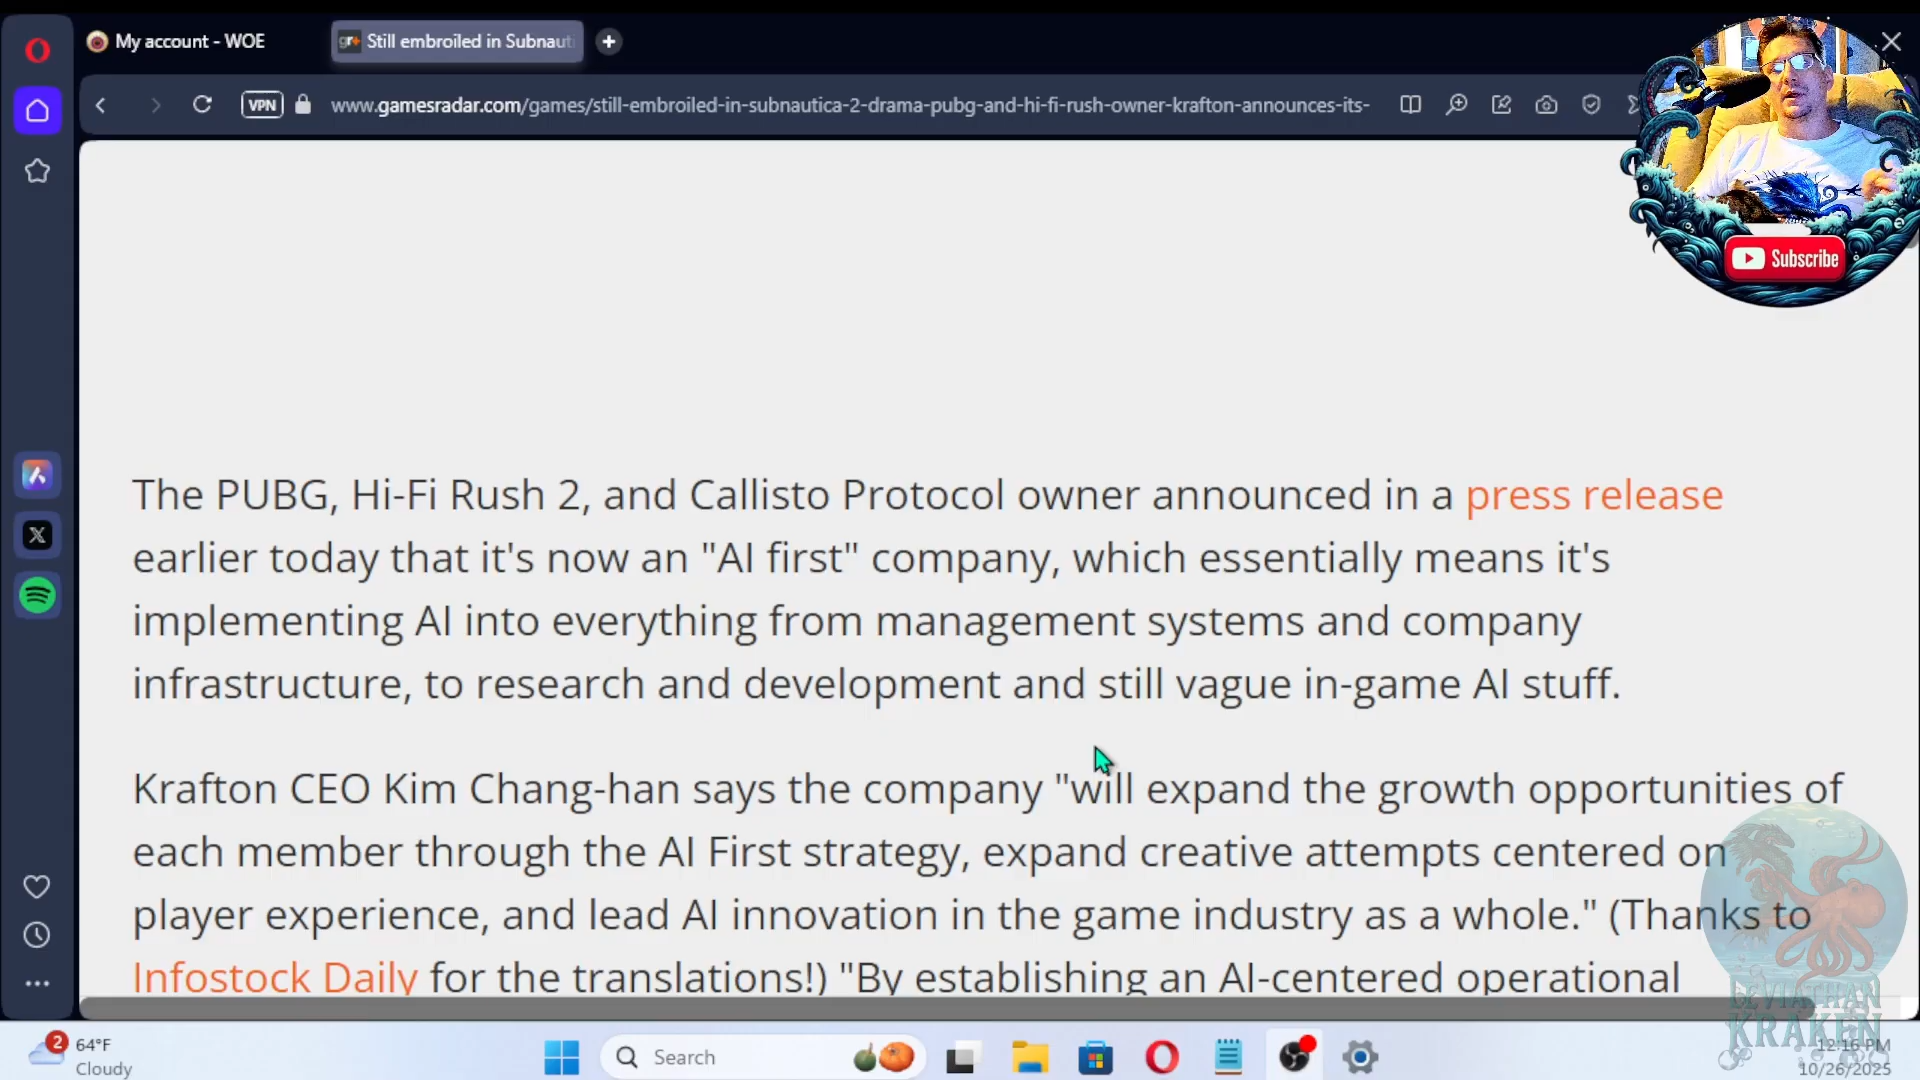 My account - WOE
gr+ Still embroiled in Subnauti
VPN
www.gamesradar.com/games/still-embroiled-in-subnautica-2-drama-pubg-and-hi-fi-rush-owner-krafton-announces-its-
Subscribe
The PUBG, Hi-Fi Rush 2, and Callisto Protocol owner announced in a press release
earlier today that it's now an "AI first" company, which essentially means it's
implementing AI into everything from management systems and company
infrastructure, to research and development and still vague in-game AI stuff.
Krafton CEO Kim Chang-han says the company "will expand the growth opportunities of
each member through the AI First strategy, expand creative attempts centered on
player experience, and lead AI innovation in the game industry as a whole." (Thanks to
Infostock Daily for the translations!) "By establishing an AI-centered operational
LEVIATHAN
KRAKEN
2
64°F
Cloudy
Search
12:16 PM
10/26/2025